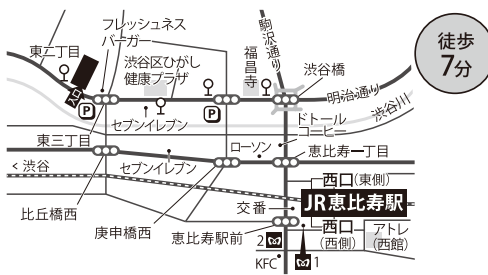 フレッシュネス
バーガー
駒沢通り
東二丁目
渋谷区ひがし
健康プラザ
福昌寺
渋谷橋
徒歩
7分
入口
P
P
明治通り
渋谷川
セブンイレブン
ドトール
コーヒー
東三丁目
ローソン
恵比寿一丁目
<渋谷
セブンイレブン
西口(東側)
JR恵比寿駅
比丘橋西
交番
庚申橋西
恵比寿駅前
西口
(西側)
アトレ
(西館)
2
KFC
1